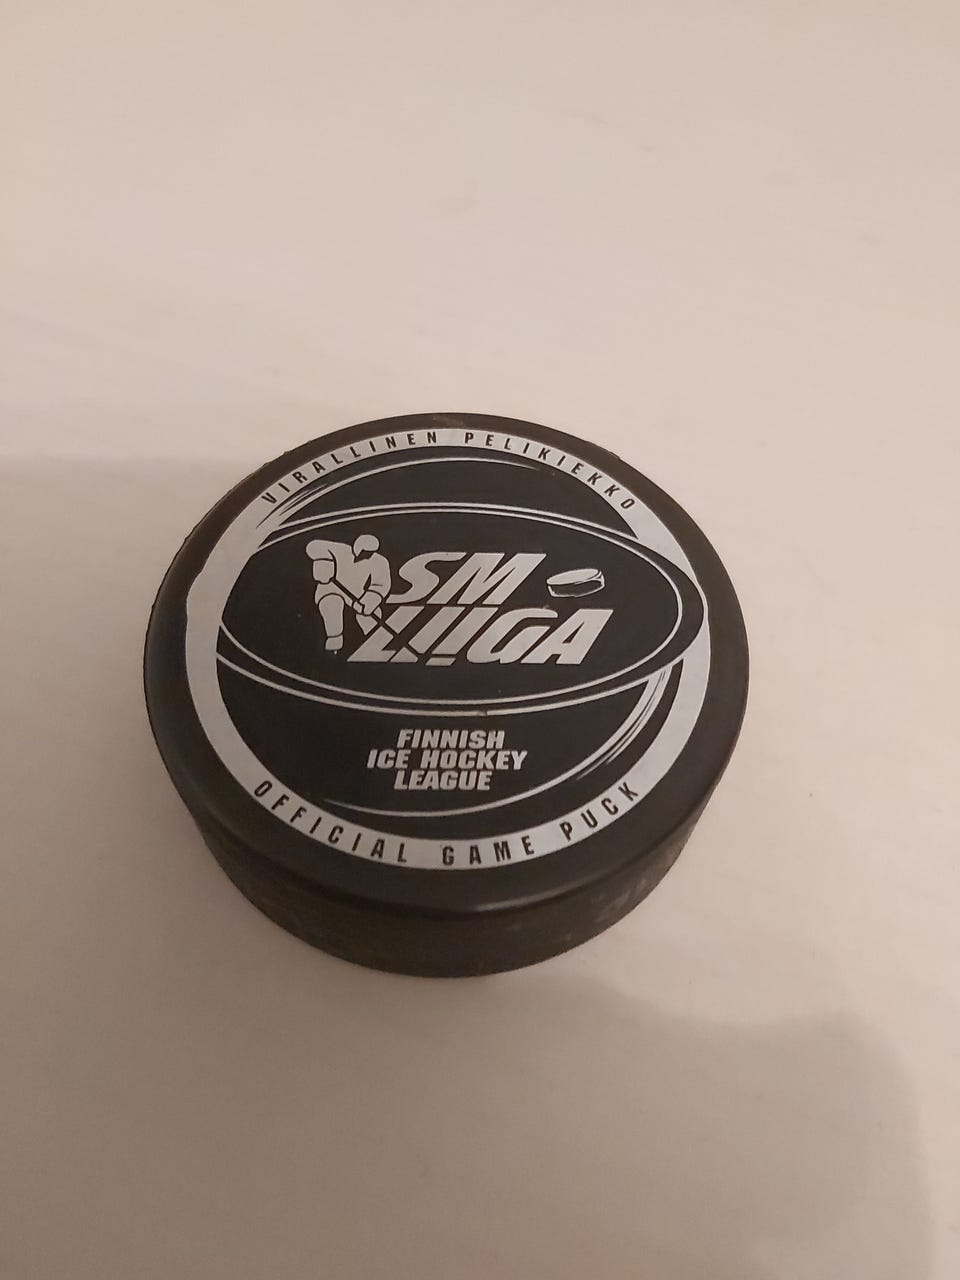 VIRALLINEN PELIKIEKKO
SM
LIIGA
FINNISH
ICE HOCKEY
LEAGUE
OFFICIAL GAME PUCK